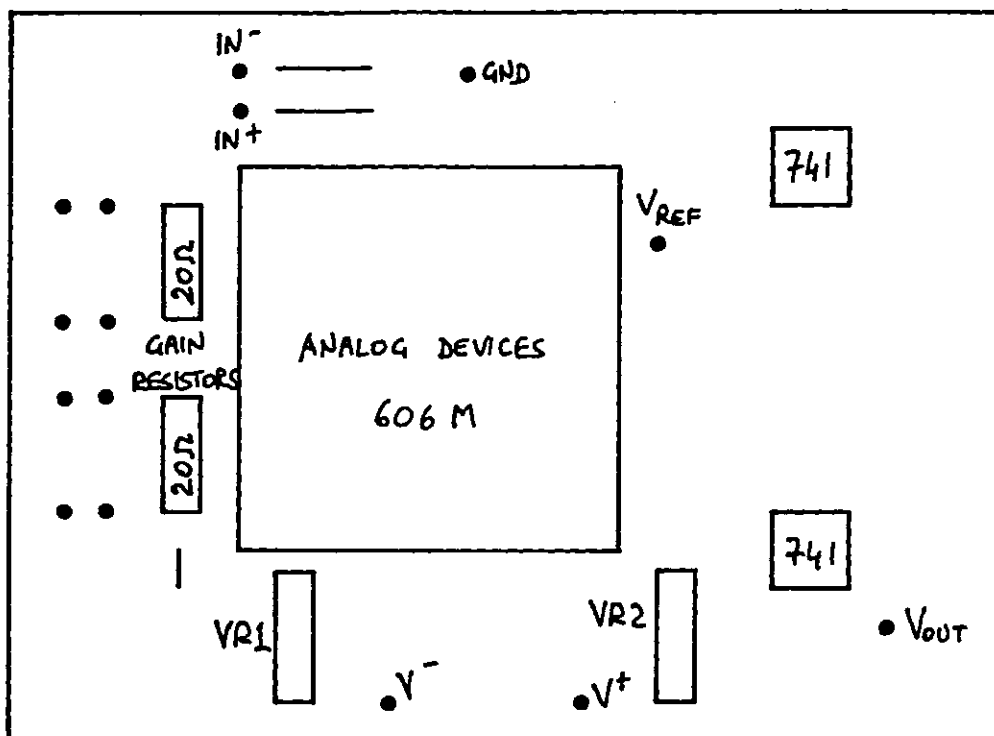 IN-
GND
IN+
741
VREF
20Ω
GAIN
RESISTORS
ANALOG DEVICES
606 M
20Ω
741
VR1
VR2
VOUT
V-
V+